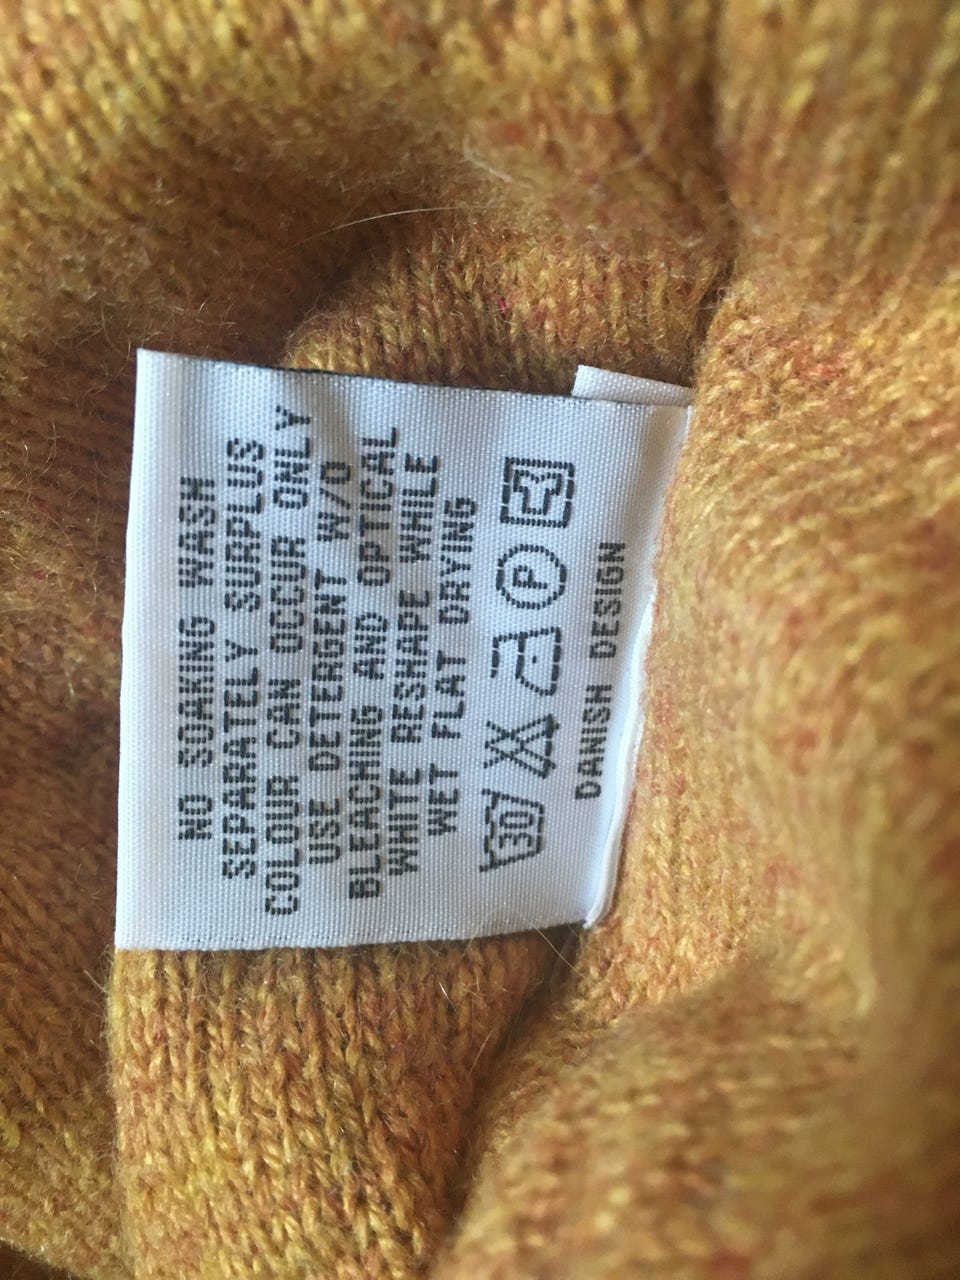 NO SOAKING WASH
SEPARATELY SURPLUS
COLOUR CAN OCCUR ONLY
USE DETERGENT W/O
BLEACHING AND OPTICAL
WHITE RESHAPE WHILE
WET FLAT DRYING
30 P
DANISH DESIGN